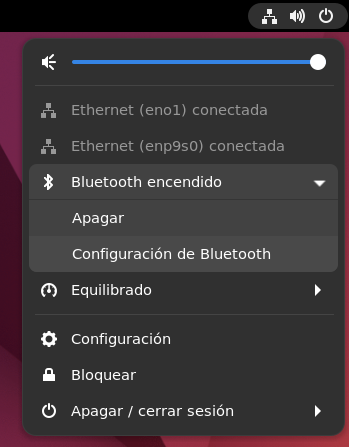 Ethernet (eno1) conectada
Ethernet (enp9s0) conectada
Bluetooth encendido
Apagar
Configuración de Bluetooth
Equilibrado
Configuración
Bloquear
Apagar / cerrar sesión